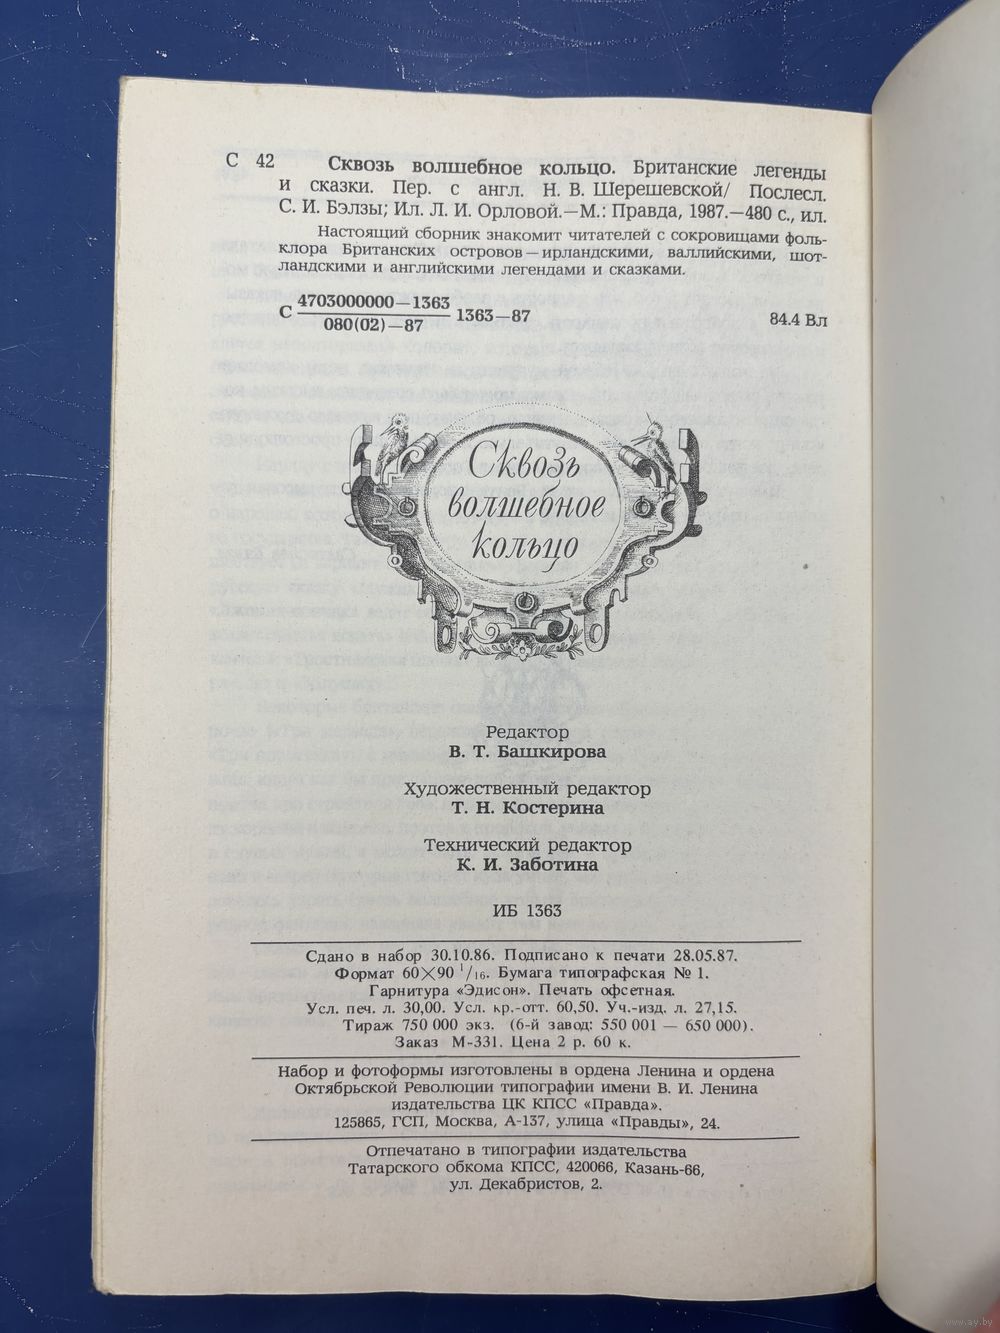 С 42 Сквозь волшебное кольцо. Британские легенды
и сказки. Пер. с англ. Н. В. Шерешевской/ Послесл.
С. И. Бэлзы; Ил. Л. И. Орловой.—М.: Правда, 1987.—480 с., ил.
Настоящий сборник знакомит читателей с сокровищами фоль-
клора Британских островов—ирландскими, валлийскими, шот-
ландскими и английскими легендами и сказками.
С 4703000000—1363 1363—87
080(02)—87
84.4 Вл
Сквозь
волшебное
кольцо
Редактор
В. Т. Башкирова
Художественный редактор
Т. Н. Костерина
Технический редактор
К. И. Заботина
ИБ 1363
Сдано в набор 30.10.86. Подписано к печати 28.05.87.
Формат 60×90 1/16. Бумага типографская № 1.
Гарнитура «Эдисон». Печать офсетная.
Усл. печ. л. 30,00. Усл. кр.-отт. 60,50. Уч.-изд. л. 27,15.
Тираж 750 000 экз. (6-й завод: 550 001 — 650 000).
Заказ М-331. Цена 2 р. 60 к.
Набор и фотоформы изготовлены в ордена Ленина и ордена
Октябрьской Революции типографии имени В. И. Ленина
издательства ЦК КПСС «Правда».
125865, ГСП, Москва, А-137, улица «Правды», 24.
Отпечатано в типографии издательства
Татарского обкома КПСС, 420066, Казань-66,
ул. Декабристов, 2.
www.ay.by